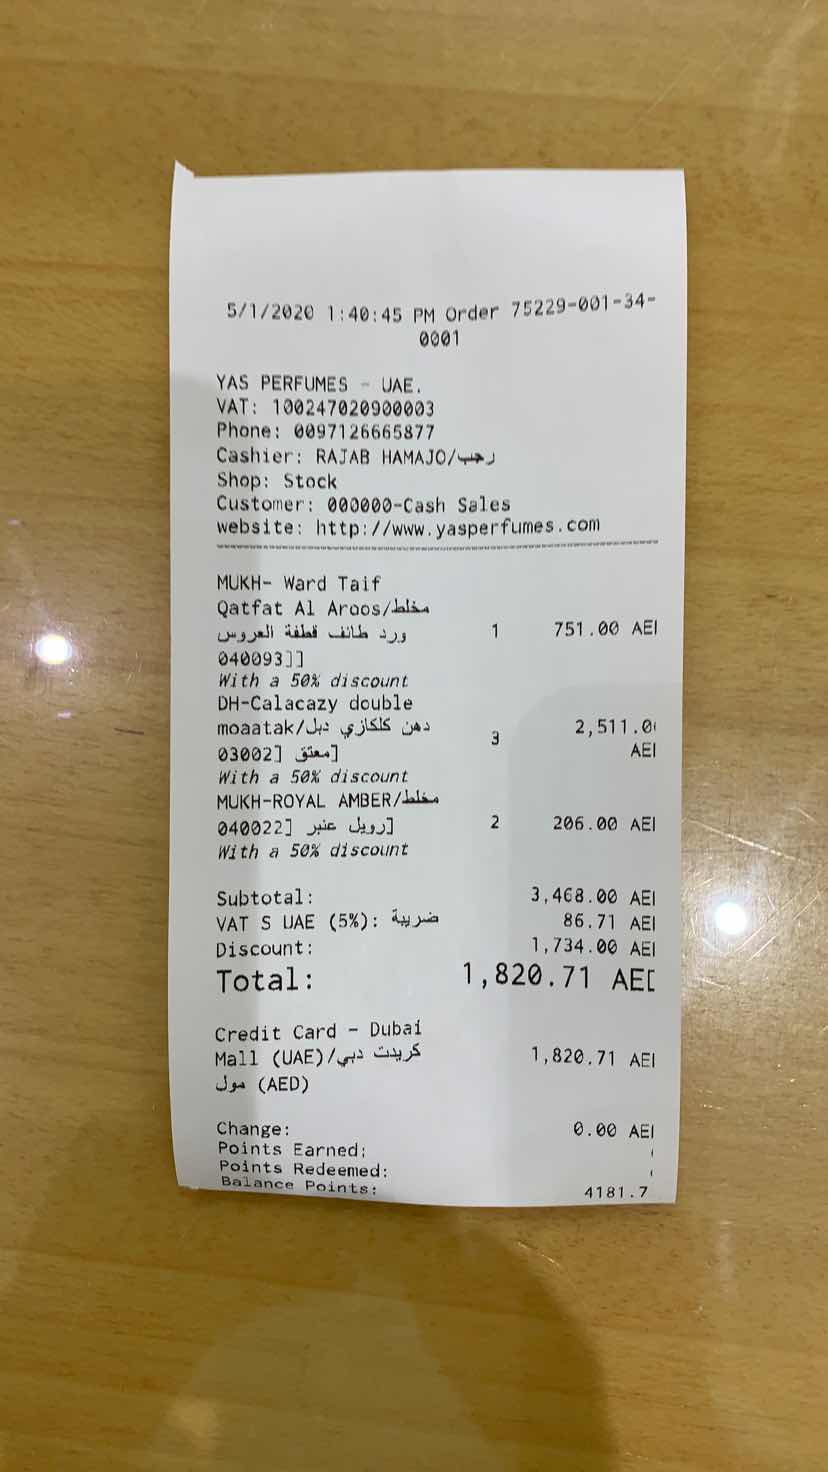 5/1/2020 1:40:45 PM Order 75229-001-34-
0001
YAS PERFUMES - UAE.
VAT: 100247020900003
Phone: 0097126665877
Cashier: RAJAB HAMAJO/رجب
Shop: Stock
Customer: 000000-Cash Sales
website: http://www.yasperfumes.com
MUKH- Ward Taif
Qatfat Al Aroos/مخلط
ورد طائف قطفة العروس 1 751.00 AEI
040093]]
With a 50% discount
DH-Calacazy double
moaatak/دهن كلكازي دبل 3 2,511.0
03002] معتق] AEI
With a 50% discount
MUKH-ROYAL AMBER/مخلط
040022] رويل عنبر] 2 206.00 AEI
With a 50% discount
Subtotal: 3,468.00 AEI
VAT S UAE (5%): ضريبة 86.71 AEI
Discount: 1,734.00 AEI
Total: 1,820.71 AED
Credit Card - Dubai
Mall (UAE)/كريدت دبي 1,820.71 AEI
مول (AED)
Change: 0.00 AEI
Points Earned:
Points Redeemed:
Balance Points: 4181.7